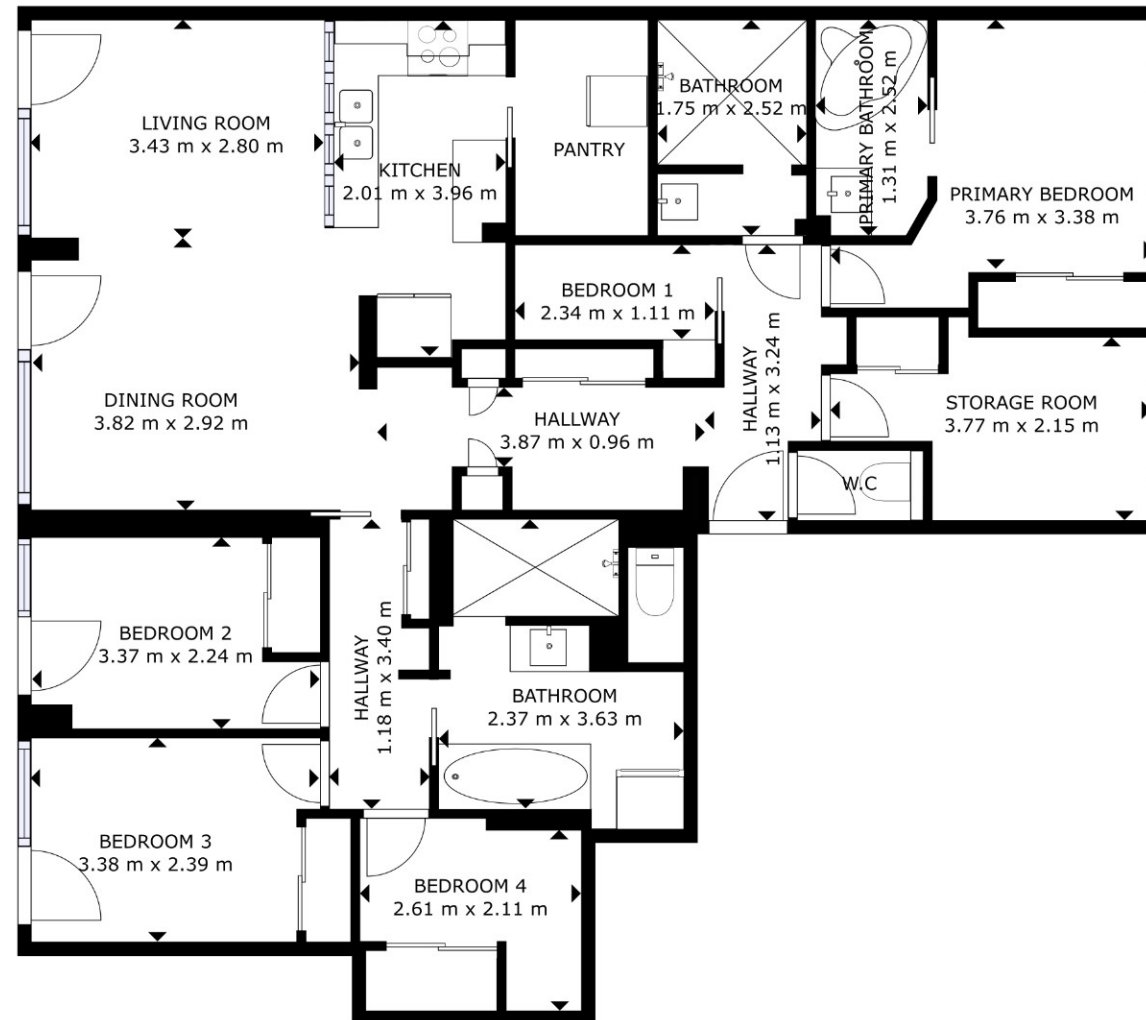 LIVING ROOM
3.43 m x 2.80 m
KITCHEN
2.01 m x 3.96 m
PANTRY
BATHROOM
1.75 m x 2.52 m
PRIMARY BATHROOM
1.31 m x 2.52 m
PRIMARY BEDROOM
3.76 m x 3.38 m
BEDROOM 1
2.34 m x 1.11 m
HALLWAY
1.13 m x 3.24 m
DINING ROOM
3.82 m x 2.92 m
HALLWAY
3.87 m x 0.96 m
STORAGE ROOM
3.77 m x 2.15 m
W.C
BEDROOM 2
3.37 m x 2.24 m
HALLWAY
1.18 m x 3.40 m
BATHROOM
2.37 m x 3.63 m
BEDROOM 3
3.38 m x 2.39 m
BEDROOM 4
2.61 m x 2.11 m